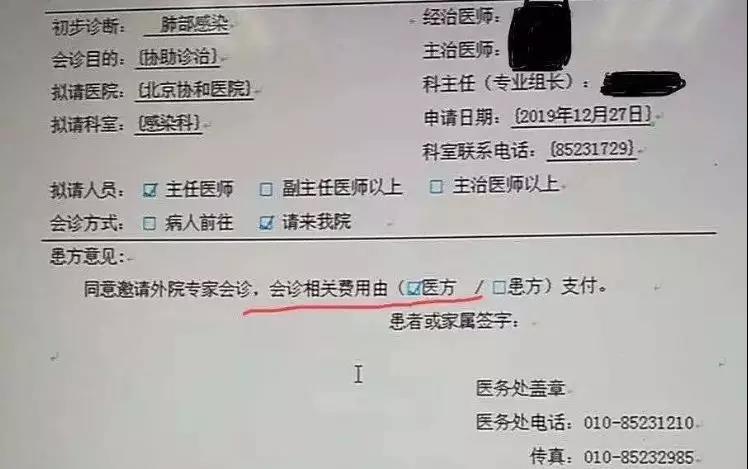 初步诊断：肺部感染
经治医师：
会诊目的：{协助诊治}
主治医师：
拟请医院：{北京协和医院}
科主任（专业组长）：
拟请科室：{感染科}
申请日期：{2019年12月27日}
科室联系电话：{85231729}
拟请人员：☑ 主任医师 □ 副主任医师以上 □ 主治医师以上
会诊方式：□ 病人前往 ☑ 请来我院
患方意见：
同意邀请外院专家会诊，会诊相关费用由（☑医方 /□患方）支付。
患者或家属签字：
医务处盖章
医务处电话：010-85231210
传真：010-85232985